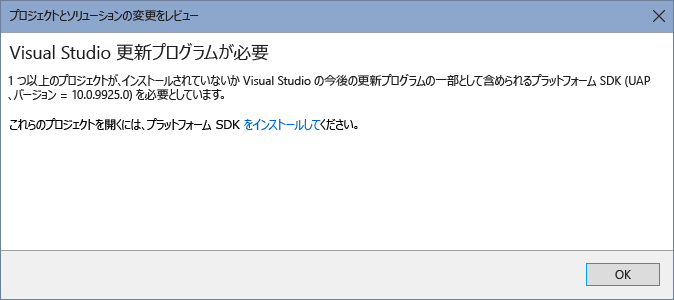 プロジェクトとソリューションの変更をレビュー
Visual Studio 更新プログラムが必要
1 つ以上のプロジェクトが、インストールされていないか Visual Studio の今後の更新プログラムの一部として含められるプラットフォーム SDK (UAP
、バージョン = 10.0.9925.0) を必要としています。
これらのプロジェクトを開くには、プラットフォーム SDK をインストールしてください。
OK